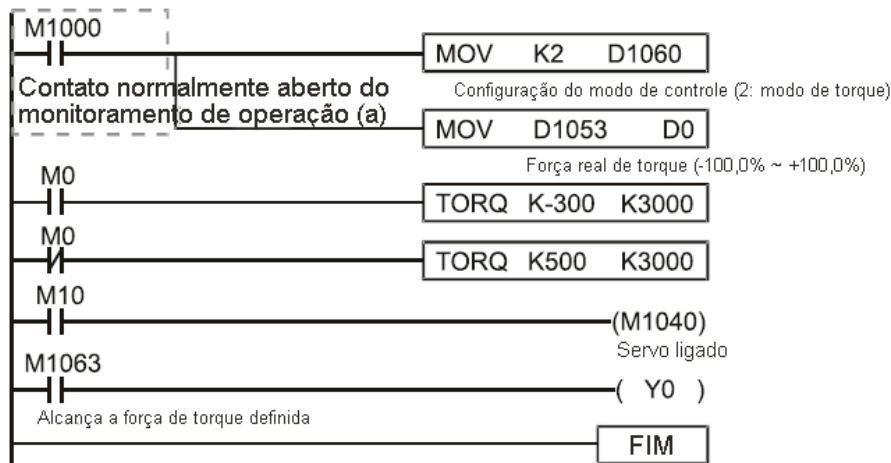 M1000
MOV K2 D1060
Contato normalmente aberto do
monitoramento de operação (a)
Configuração do modo de controle (2: modo de torque)
MOV D1053 D0
Força real de torque (-100,0% ~ +100,0%)
M0
TORQ K-300 K3000
M0
TORQ K500 K3000
M10
(M1040)
Servo ligado
M1063
( Y0 )
Alcança a força de torque definida
FIM